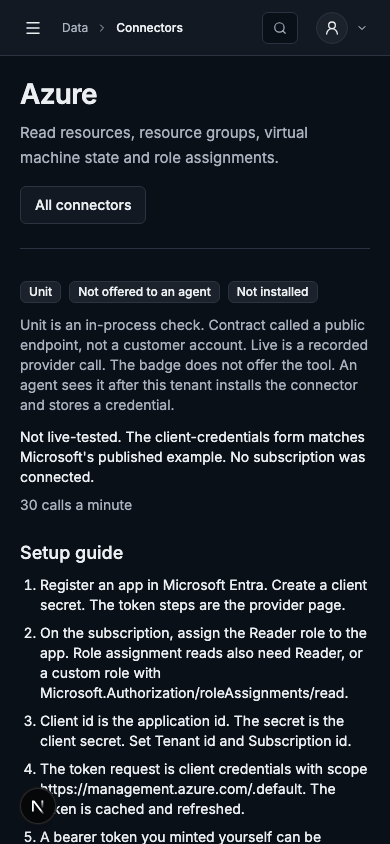 Data > Connectors
Azure
Read resources, resource groups, virtual
machine state and role assignments.
All connectors
Unit Not offered to an agent Not installed
Unit is an in-process check. Contract called a public
endpoint, not a customer account. Live is a recorded
provider call. The badge does not offer the tool. An
agent sees it after this tenant installs the connector
and stores a credential.
Not live-tested. The client-credentials form matches
Microsoft's published example. No subscription was
connected.
30 calls a minute
Setup guide
1. Register an app in Microsoft Entra. Create a client
secret. The token steps are the provider page.
2. On the subscription, assign the Reader role to the
app. Role assignment reads also need Reader, or
a custom role with
Microsoft.Authorization/roleAssignments/read.
3. Client id is the application id. The secret is the
client secret. Set Tenant id and Subscription id.
4. The token request is client credentials with scope
https://management.azure.com/.default. The
token is cached and refreshed.
N
5. A bearer token you minted yourself can be